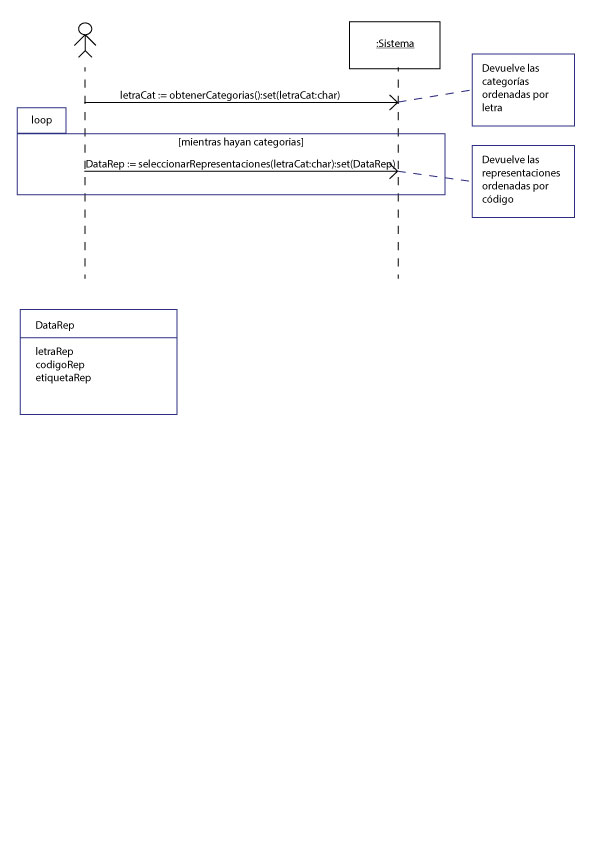 :Sistema
Devuelve las
categorías
ordenadas por
letra
letraCat := obtenerCategorias():set(letraCat:char)
loop
[mientras hayan categorias]
DataRep := seleccionarRepresentaciones(letraCat:char):set(DataRep)
Devuelve las
representaciones
ordenadas por
código
DataRep
letraRep
codigoRep
etiquetaRep